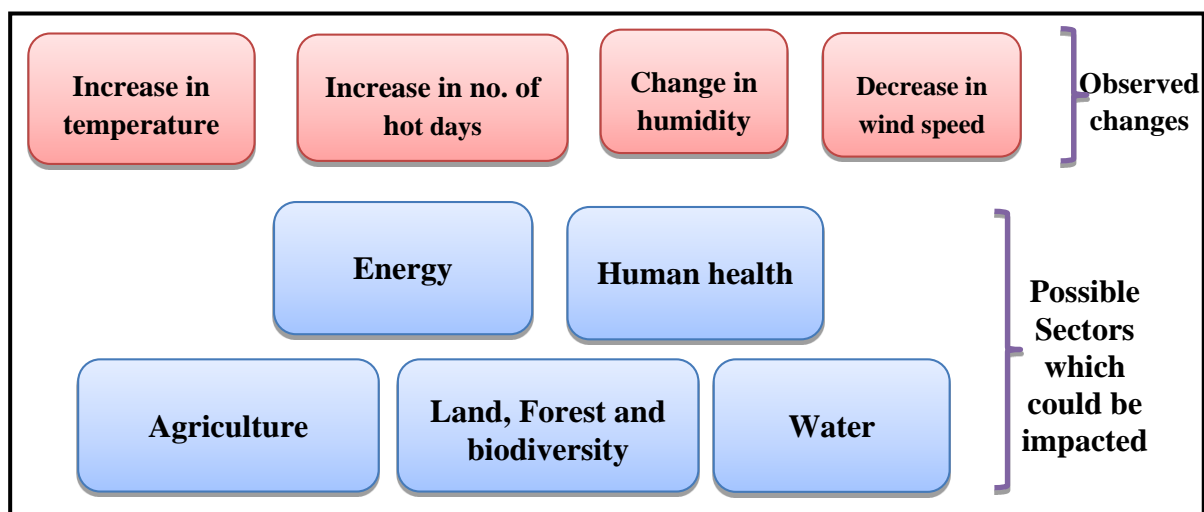 Increase in
temperature
Increase in no. of
hot days
Change in
humidity
Decrease in
wind speed
Observed
changes
Energy
Human health
Agriculture
Land, Forest and
biodiversity
Water
Possible
Sectors
which
could be
impacted